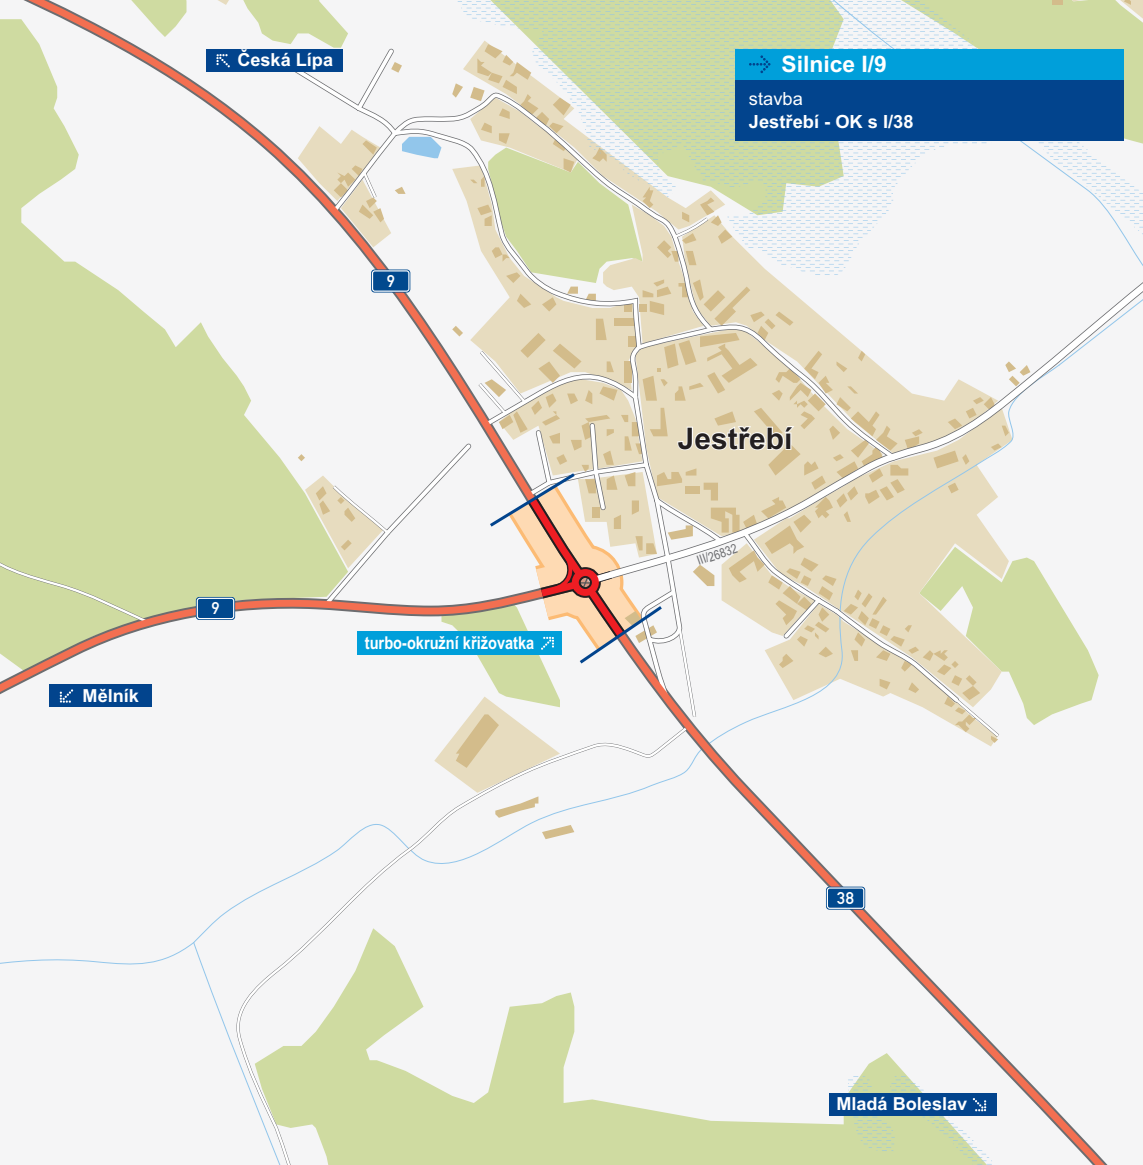 Česká Lípa
Silnice I/9
stavba
Jestřebí - OK s I/38
9
Jestřebí
III/26832
9
turbo-okružní křižovatka
Mělník
38
Mladá Boleslav